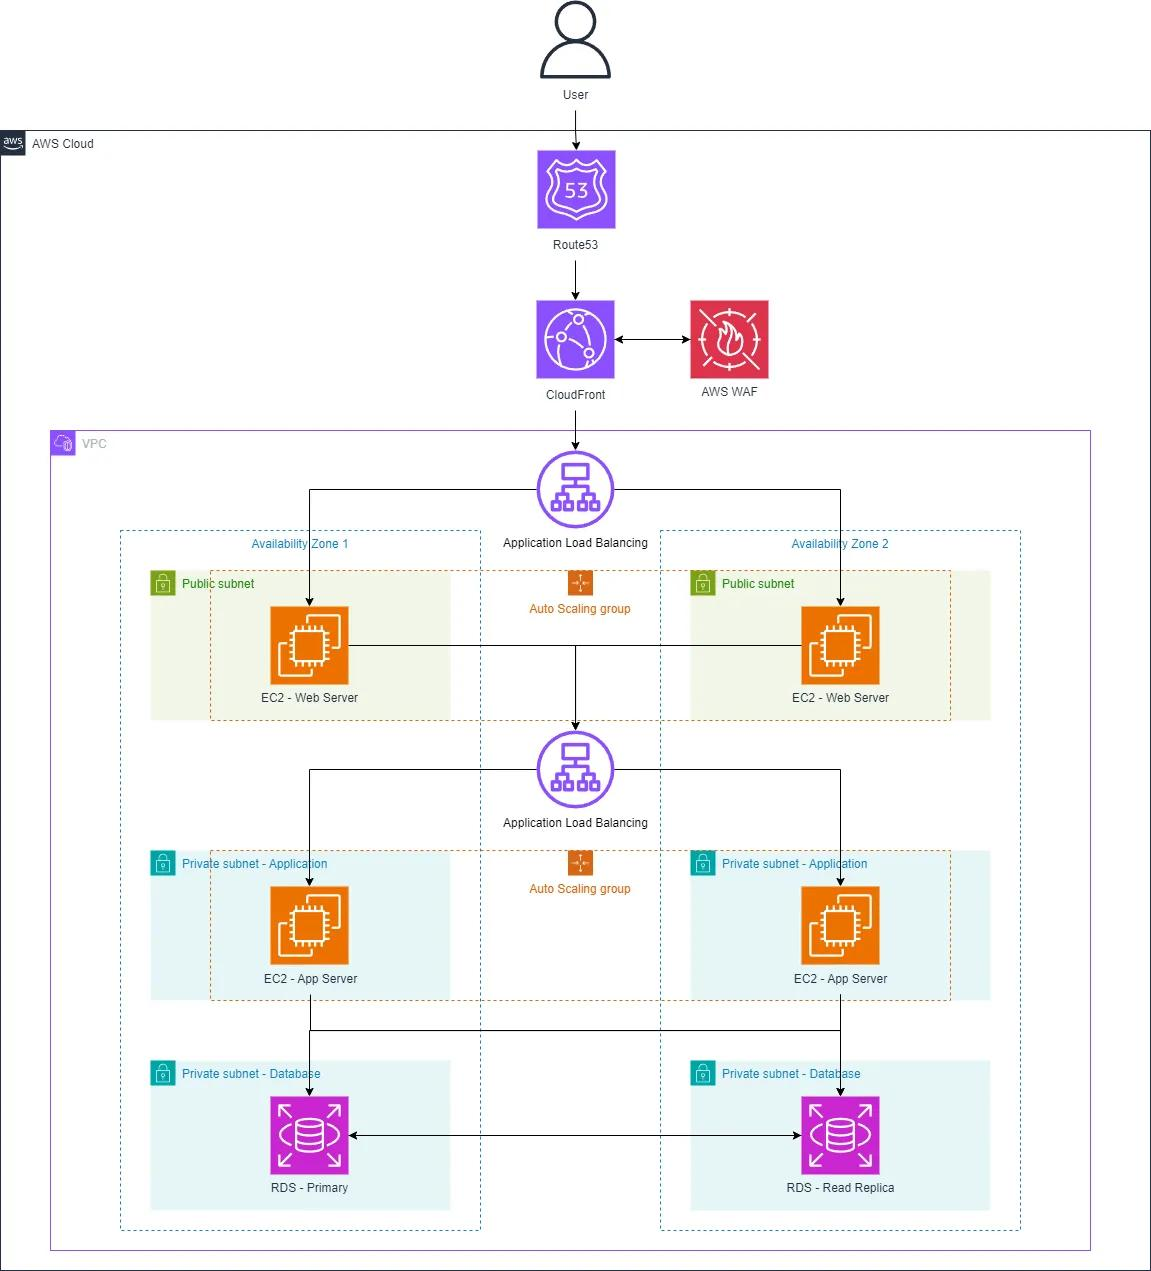 User
aws
AWS Cloud
53
Route53
CloudFront
AWS WAF
VPC
Application Load Balancing
Availability Zone 1
Availability Zone 2
Public subnet
Auto Scaling group
Public subnet
EC2 - Web Server
EC2 - Web Server
Application Load Balancing
Private subnet - Application
Auto Scaling group
Private subnet - Application
EC2 - App Server
EC2 - App Server
Private subnet - Database
Private subnet - Database
RDS - Primary
RDS - Read Replica